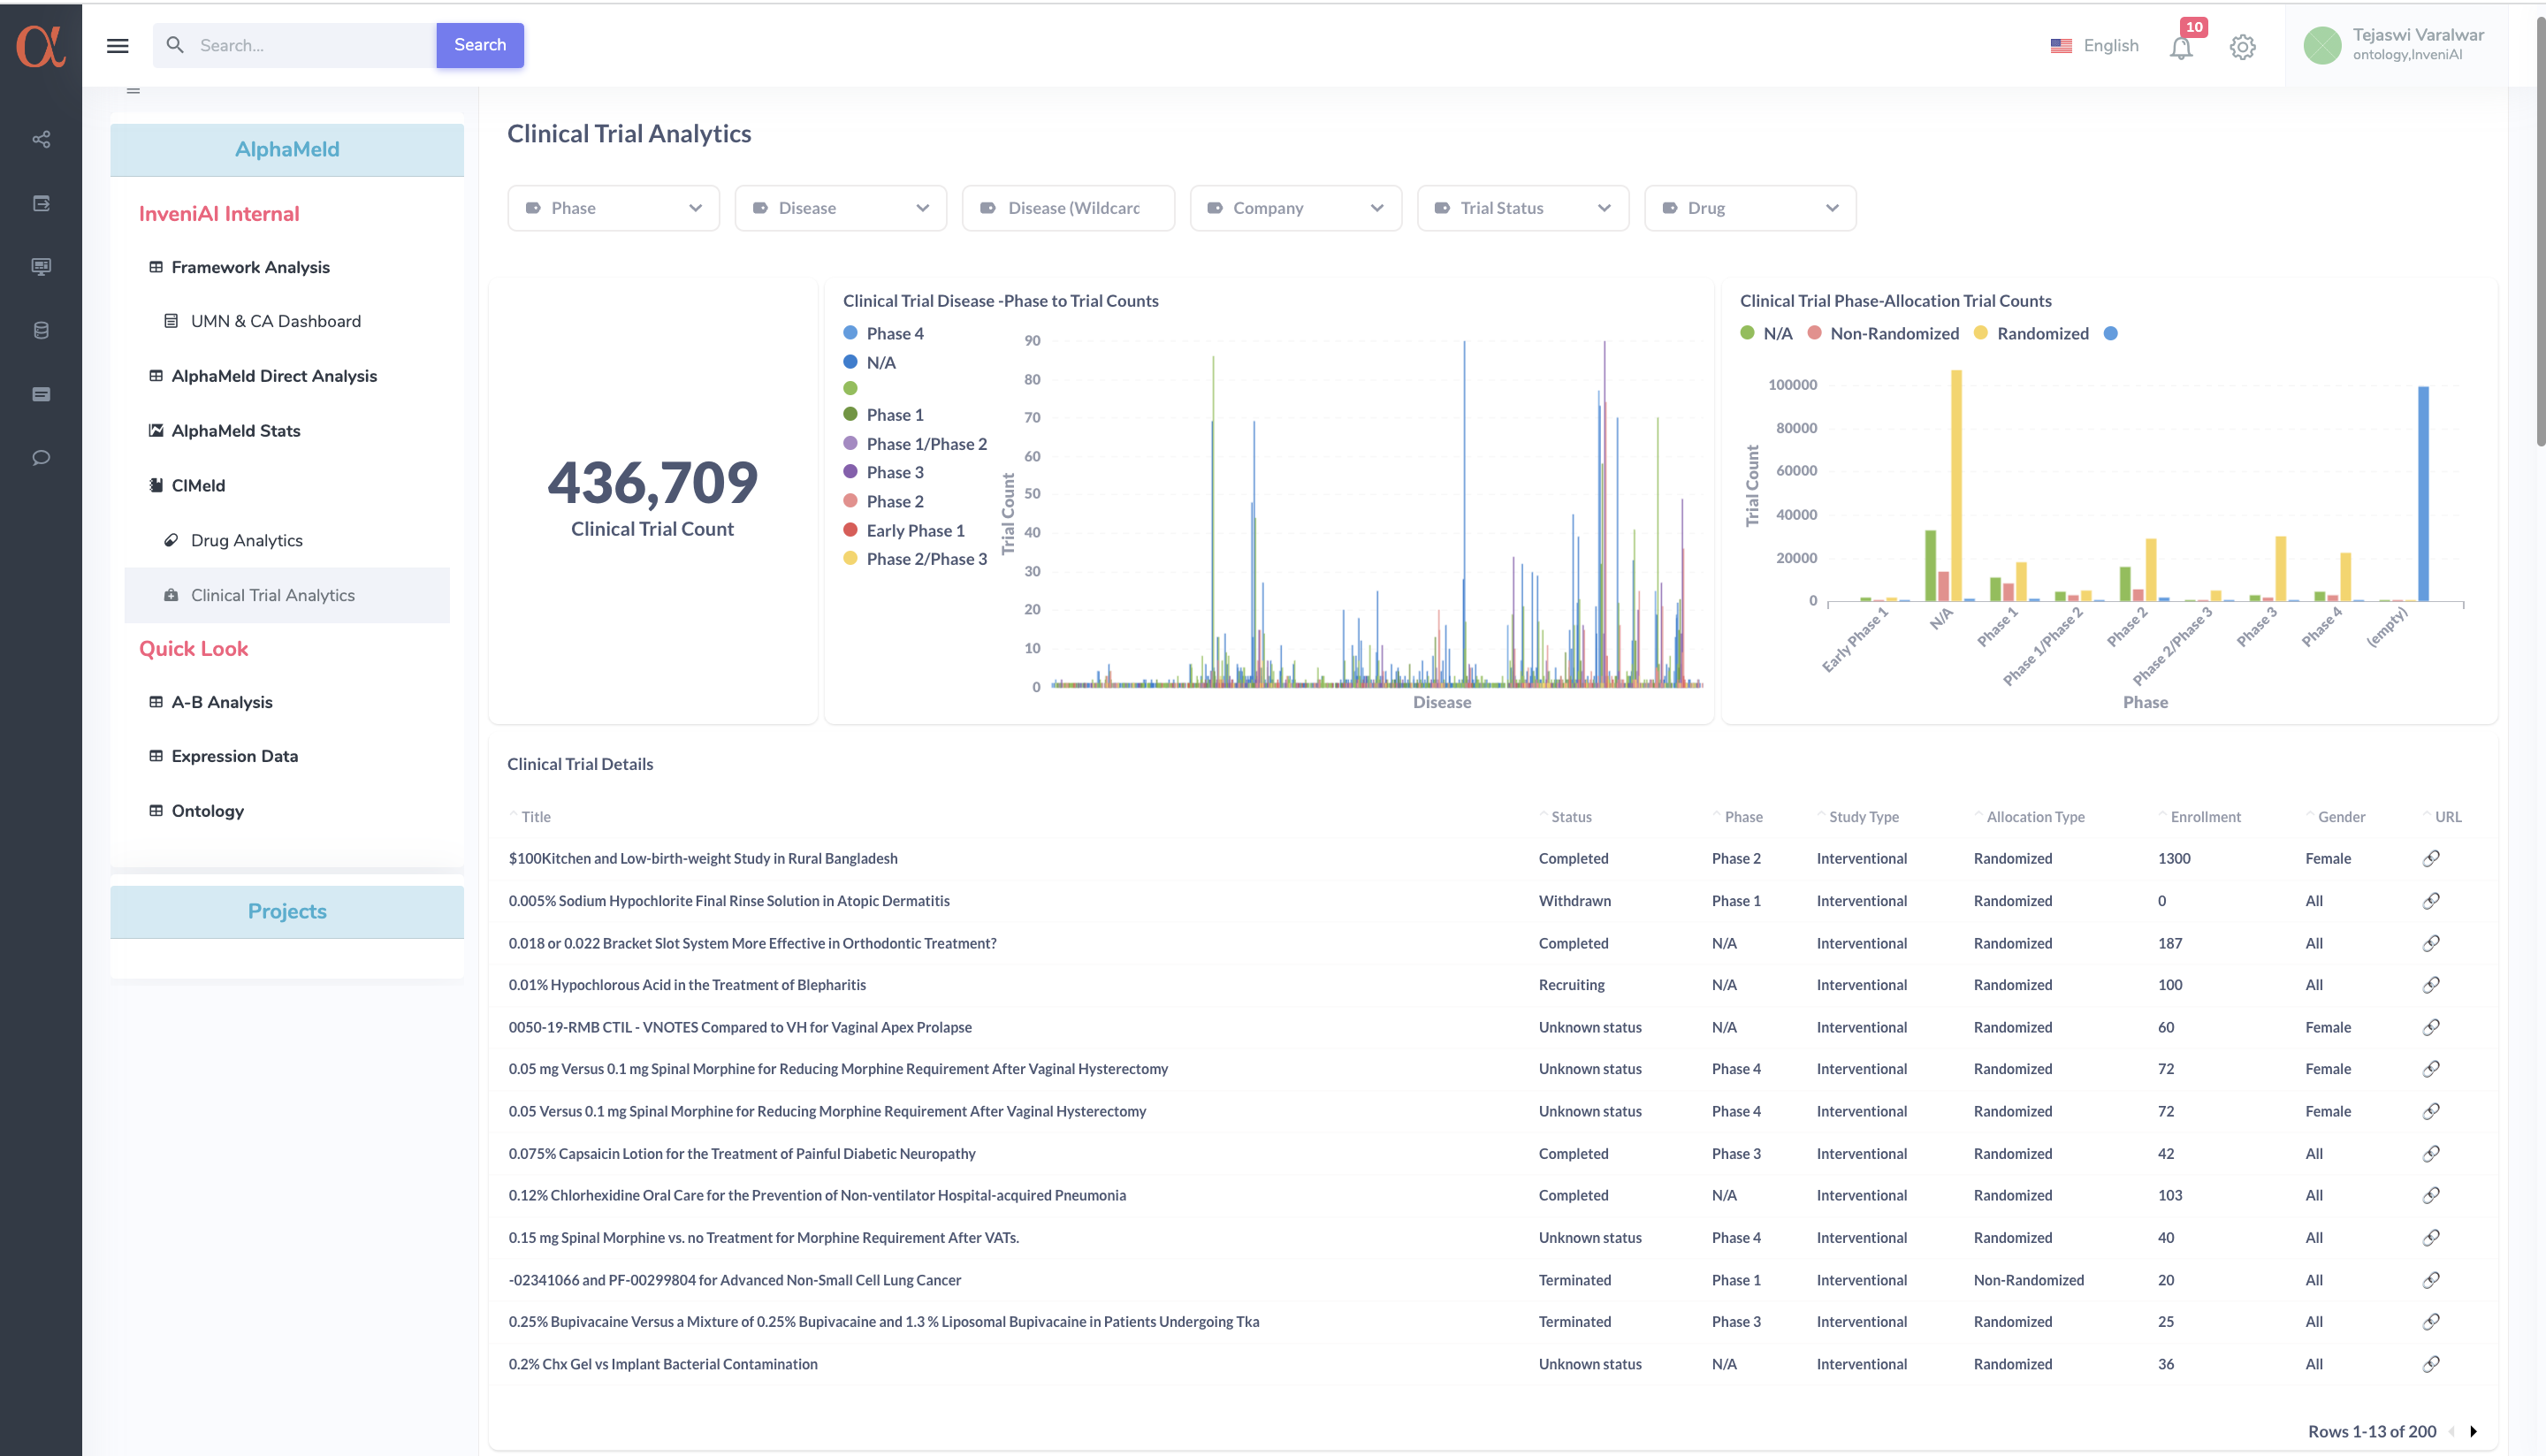 α
Search...
Search
English
10
Tejaswi Varalwar
ontology,InveniAI
AlphaMeld
InveniAI Internal
Framework Analysis
UMN & CA Dashboard
AlphaMeld Direct Analysis
AlphaMeld Stats
CIMeld
Drug Analytics
Clinical Trial Analytics
Quick Look
A-B Analysis
Expression Data
Ontology
Projects
Clinical Trial Analytics
Phase
Disease
Disease (Wildcard
Company
Trial Status
Drug
436,709
Clinical Trial Count
Clinical Trial Disease -Phase to Trial Counts
Phase 4
N/A
Phase 1
Phase 1/Phase 2
Phase 3
Phase 2
Early Phase 1
Phase 2/Phase 3
Trial Count
90
80
70
60
50
40
30
20
10
0
Disease
Clinical Trial Phase-Allocation Trial Counts
N/A Non-Randomized Randomized
Trial Count
100000
80000
60000
40000
20000
0
Early Phase 1
N/A
Phase 1
Phase 1/Phase 2
Phase 2
Phase 2/Phase 3
Phase 3
Phase 4
(empty)
Phase
Clinical Trial Details
Title Status Phase Study Type Allocation Type Enrollment Gender URL
$100Kitchen and Low-birth-weight Study in Rural Bangladesh Completed Phase 2 Interventional Randomized 1300 Female
0.005% Sodium Hypochlorite Final Rinse Solution in Atopic Dermatitis Withdrawn Phase 1 Interventional Randomized 0 All
0.018 or 0.022 Bracket Slot System More Effective in Orthodontic Treatment? Completed N/A Interventional Randomized 187 All
0.01% Hypochlorous Acid in the Treatment of Blepharitis Recruiting N/A Interventional Randomized 100 All
0050-19-RMB CTIL - VNOTES Compared to VH for Vaginal Apex Prolapse Unknown status N/A Interventional Randomized 60 Female
0.05 mg Versus 0.1 mg Spinal Morphine for Reducing Morphine Requirement After Vaginal Hysterectomy Unknown status Phase 4 Interventional Randomized 72 Female
0.05 Versus 0.1 mg Spinal Morphine for Reducing Morphine Requirement After Vaginal Hysterectomy Unknown status Phase 4 Interventional Randomized 72 Female
0.075% Capsaicin Lotion for the Treatment of Painful Diabetic Neuropathy Completed Phase 3 Interventional Randomized 42 All
0.12% Chlorhexidine Oral Care for the Prevention of Non-ventilator Hospital-acquired Pneumonia Completed N/A Interventional Randomized 103 All
0.15 mg Spinal Morphine vs. no Treatment for Morphine Requirement After VATs. Unknown status Phase 4 Interventional Randomized 40 All
-02341066 and PF-00299804 for Advanced Non-Small Cell Lung Cancer Terminated Phase 1 Interventional Non-Randomized 20 All
0.25% Bupivacaine Versus a Mixture of 0.25% Bupivacaine and 1.3 % Liposomal Bupivacaine in Patients Undergoing Tka Terminated Phase 3 Interventional Randomized 25 All
0.2% Chx Gel vs Implant Bacterial Contamination Unknown status N/A Interventional Randomized 36 All
Rows 1-13 of 200